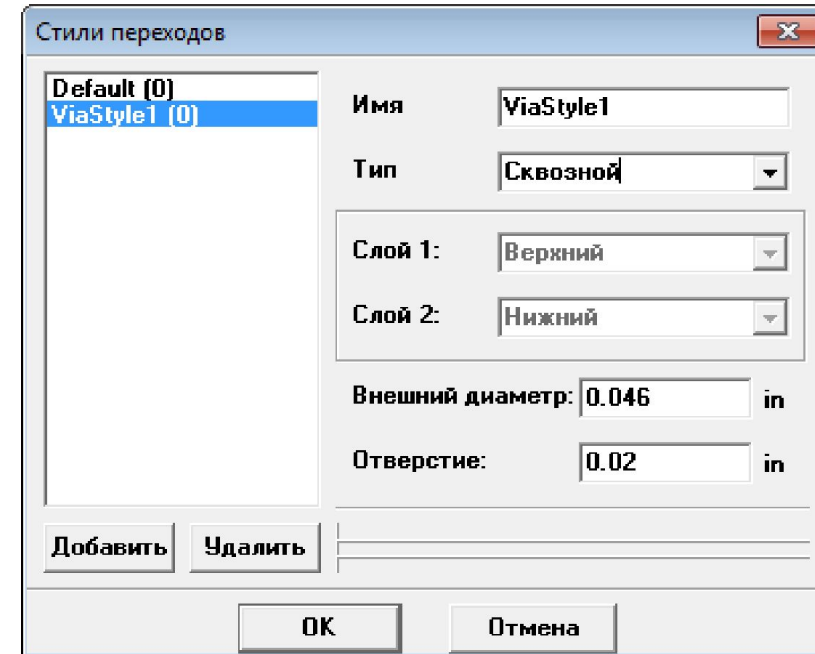 Стили переходов
Default (0)
ViaStyle1 (0)
Имя ViaStyle1
Тип Сквозной
Слой 1: Верхний
Слой 2: Нижний
Внешний диаметр: 0.046 in
Отверстие: 0.02 in
Добавить Удалить
OK Отмена